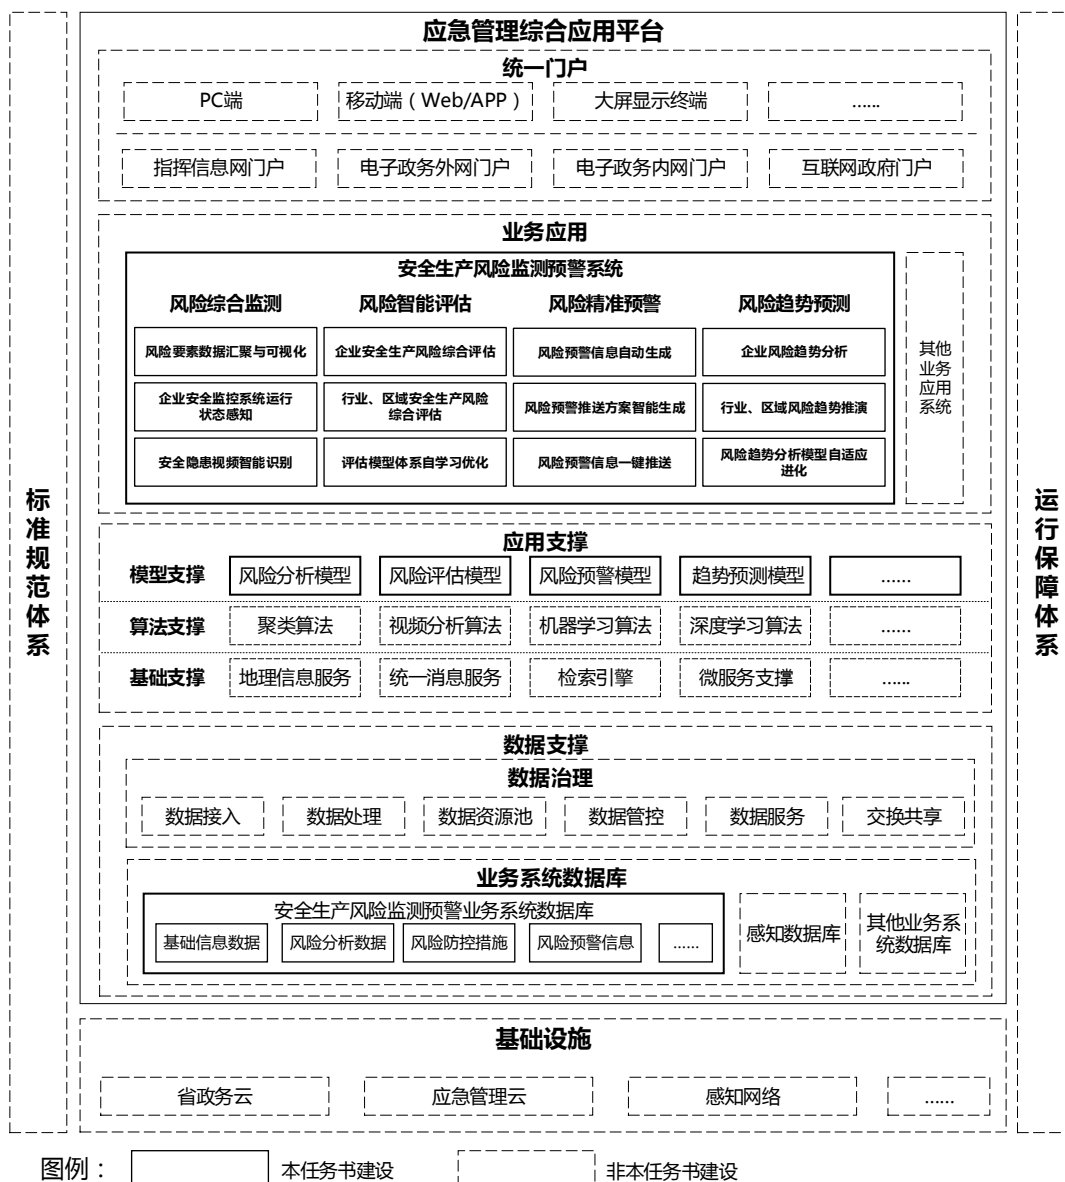 应急管理综合应用平台
统一门户
PC端
移动端（Web/APP）
大屏显示终端
……
指挥信息网门户
电子政务外网门户
电子政务内网门户
互联网政府门户
业务应用
安全生产风险监测预警系统
风险综合监测
风险智能评估
风险精准预警
风险趋势预测
风险要素数据汇聚与可视化
企业安全生产风险综合评估
风险预警信息自动生成
企业风险趋势分析
企业安全监控系统运行
状态感知
行业、区域安全生产风险
综合评估
风险预警推送方案智能生成
行业、区域风险趋势推演
安全隐患视频智能识别
评估模型体系自学习优化
风险预警信息一键推送
风险趋势分析模型自适应
进化
其他
业务
应用
系统
应用支撑
模型支撑
风险分析模型
风险评估模型
风险预警模型
趋势预测模型
……
算法支撑
聚类算法
视频分析算法
机器学习算法
深度学习算法
……
基础支撑
地理信息服务
统一消息服务
检索引擎
微服务支撑
……
数据支撑
数据治理
数据接入
数据处理
数据资源池
数据管控
数据服务
交换共享
业务系统数据库
安全生产风险监测预警业务系统数据库
基础信息数据
风险分析数据
风险防控措施
风险预警信息
……
感知数据库
其他业务系
统数据库
基础设施
省政务云
应急管理云
感知网络
……
标准规范体系
运行保障体系
图例：
本任务书建设
非本任务书建设